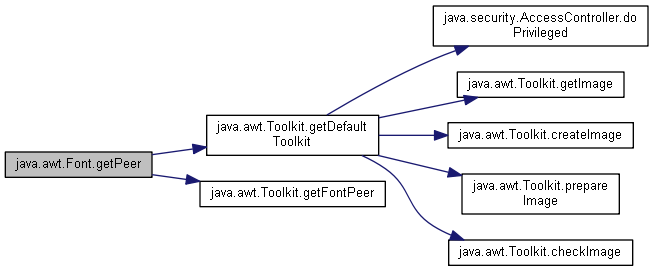 java.security.AccessController.do
Privileged
java.awt.Toolkit.getImage
java.awt.Toolkit.getDefault
Toolkit
java.awt.Toolkit.createImage
java.awt.Font.getPeer
java.awt.Toolkit.getFontPeer
java.awt.Toolkit.prepare
Image
java.awt.Toolkit.checkImage